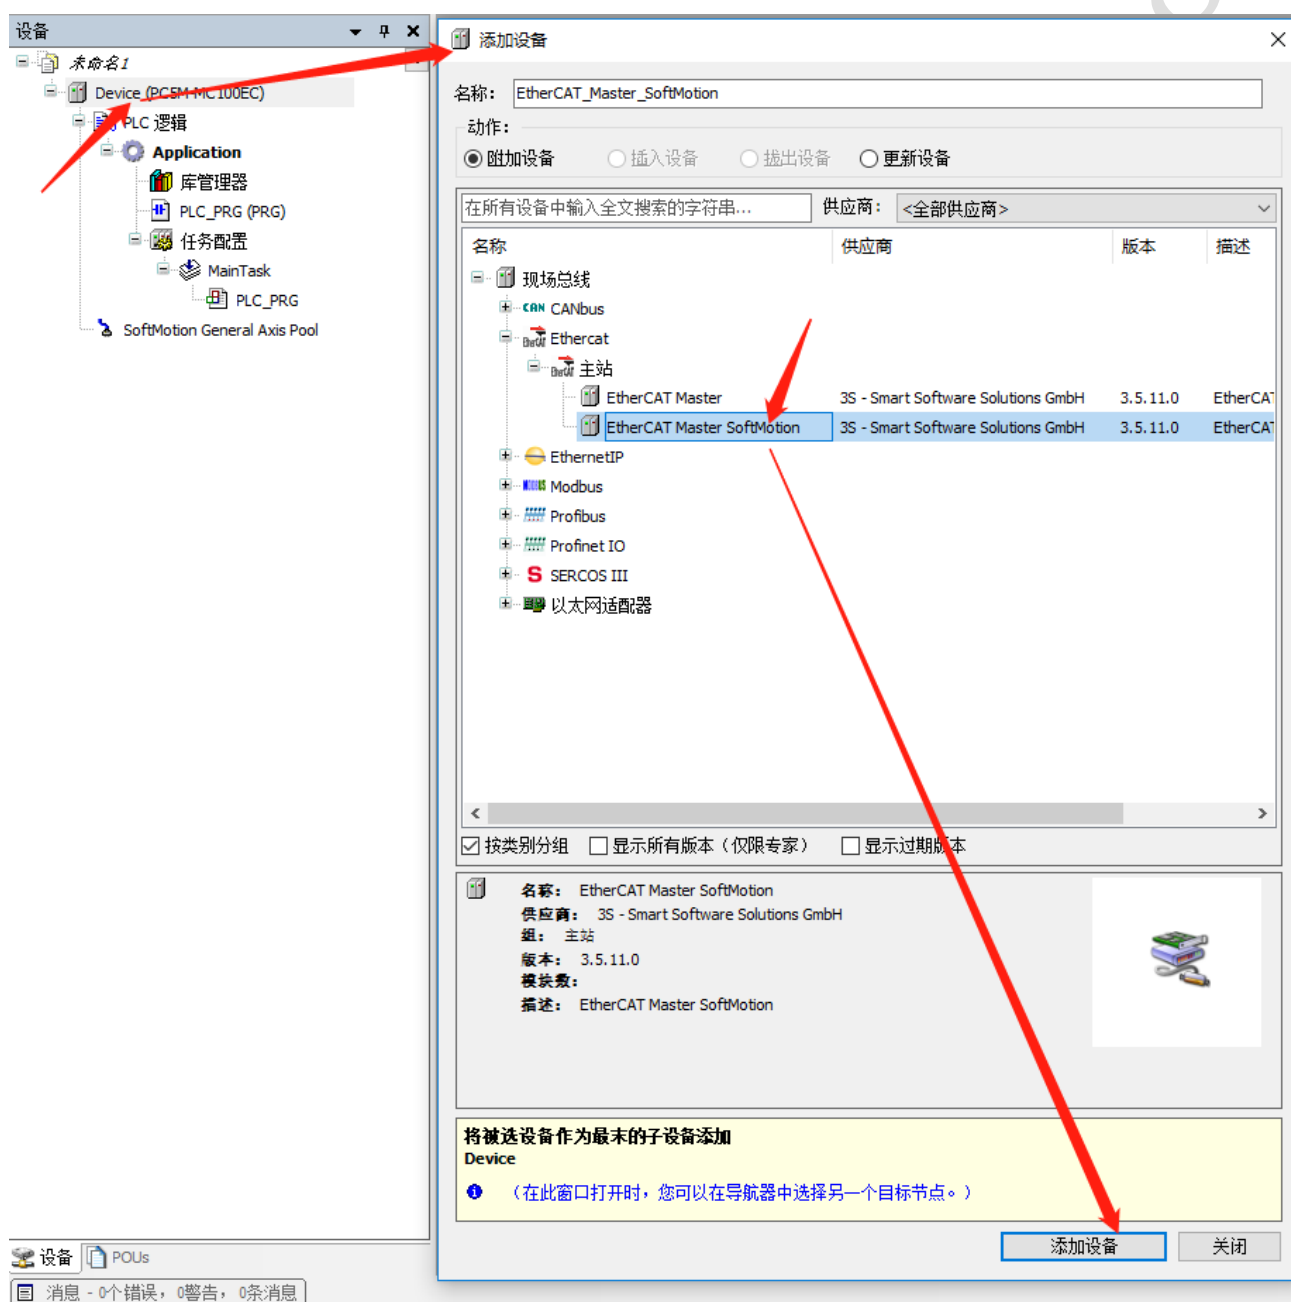 设备
未命名1
Device (PC5M-MC100EC)
PLC 逻辑
Application
库管理器
PLC_PRG (PRG)
任务配置
MainTask
PLC_PRG
SoftMotion General Axis Pool
设备 POUs
消息 - 0个错误，0警告，0条消息
添加设备
名称： EtherCAT_Master_SoftMotion
动作：
附加设备 插入设备 拔出设备 更新设备
在所有设备中输入全文搜索的字符串... 供应商： <全部供应商>
名称 供应商 版本 描述
现场总线
CAN CANbus
Ethercat
主站
EtherCAT Master 3S - Smart Software Solutions GmbH 3.5.11.0 EtherCAT
EtherCAT Master SoftMotion 3S - Smart Software Solutions GmbH 3.5.11.0 EtherCAT
EthernetIP
Modbus
Profibus
Profinet IO
S SERCOS III
以太网适配器
按类别分组 显示所有版本（仅限专家） 显示过期版本
名称： EtherCAT Master SoftMotion
供应商： 3S - Smart Software Solutions GmbH
组： 主站
版本： 3.5.11.0
模块数：
描述： EtherCAT Master SoftMotion
将被选设备作为最末的子设备添加
Device
（在此窗口打开时，您可以在导航器中选择另一个目标节点。）
添加设备 关闭